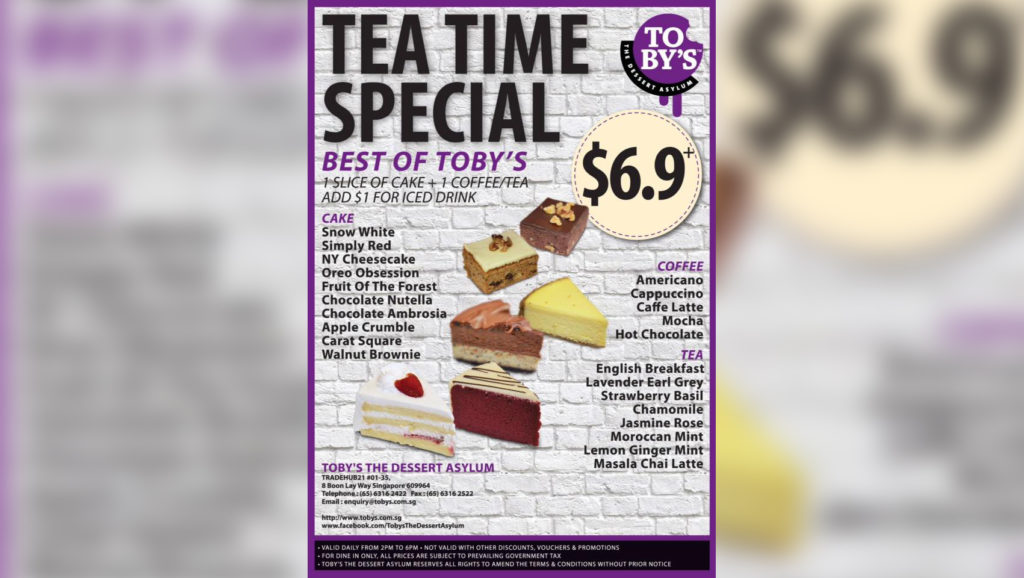 TEA TIME
SPECIAL
TO
BY'S™
THE DESSERT ASYLUM
BEST OF TOBY'S
1 SLICE OF CAKE + 1 COFFEE/TEA
ADD $1 FOR ICED DRINK
$6.9+
CAKE
Snow White
Simply Red
NY Cheesecake
Oreo Obsession
Fruit Of The Forest
Chocolate Nutella
Chocolate Ambrosia
Apple Crumble
Carat Square
Walnut Brownie
COFFEE
Americano
Cappuccino
Caffe Latte
Mocha
Hot Chocolate
TEA
English Breakfast
Lavender Earl Grey
Strawberry Basil
Chamomile
Jasmine Rose
Moroccan Mint
Lemon Ginger Mint
Masala Chai Latte
TOBY'S THE DESSERT ASYLUM
TRADEHUB21 #01-35,
8 Boon Lay Way Singapore 609964
Telephone.: (65) 6316 2422 Fax : (65) 6316 2522
Email : enquiry@tobys.com.sg
http://www.tobys.com.sg
www.facebook.com/TobysTheDessertAsylum
• VALID DAILY FROM 2PM TO 6PM • NOT VALID WITH OTHER DISCOUNTS, VOUCHERS & PROMOTIONS
• FOR DINE IN ONLY, ALL PRICES ARE SUBJECT TO PREVAILING GOVERNMENT TAX
• TOBY'S THE DESSERT ASYLUM RESERVES ALL RIGHTS TO AMEND THE TERMS & CONDITIONS WITHOUT PRIOR NOTICE